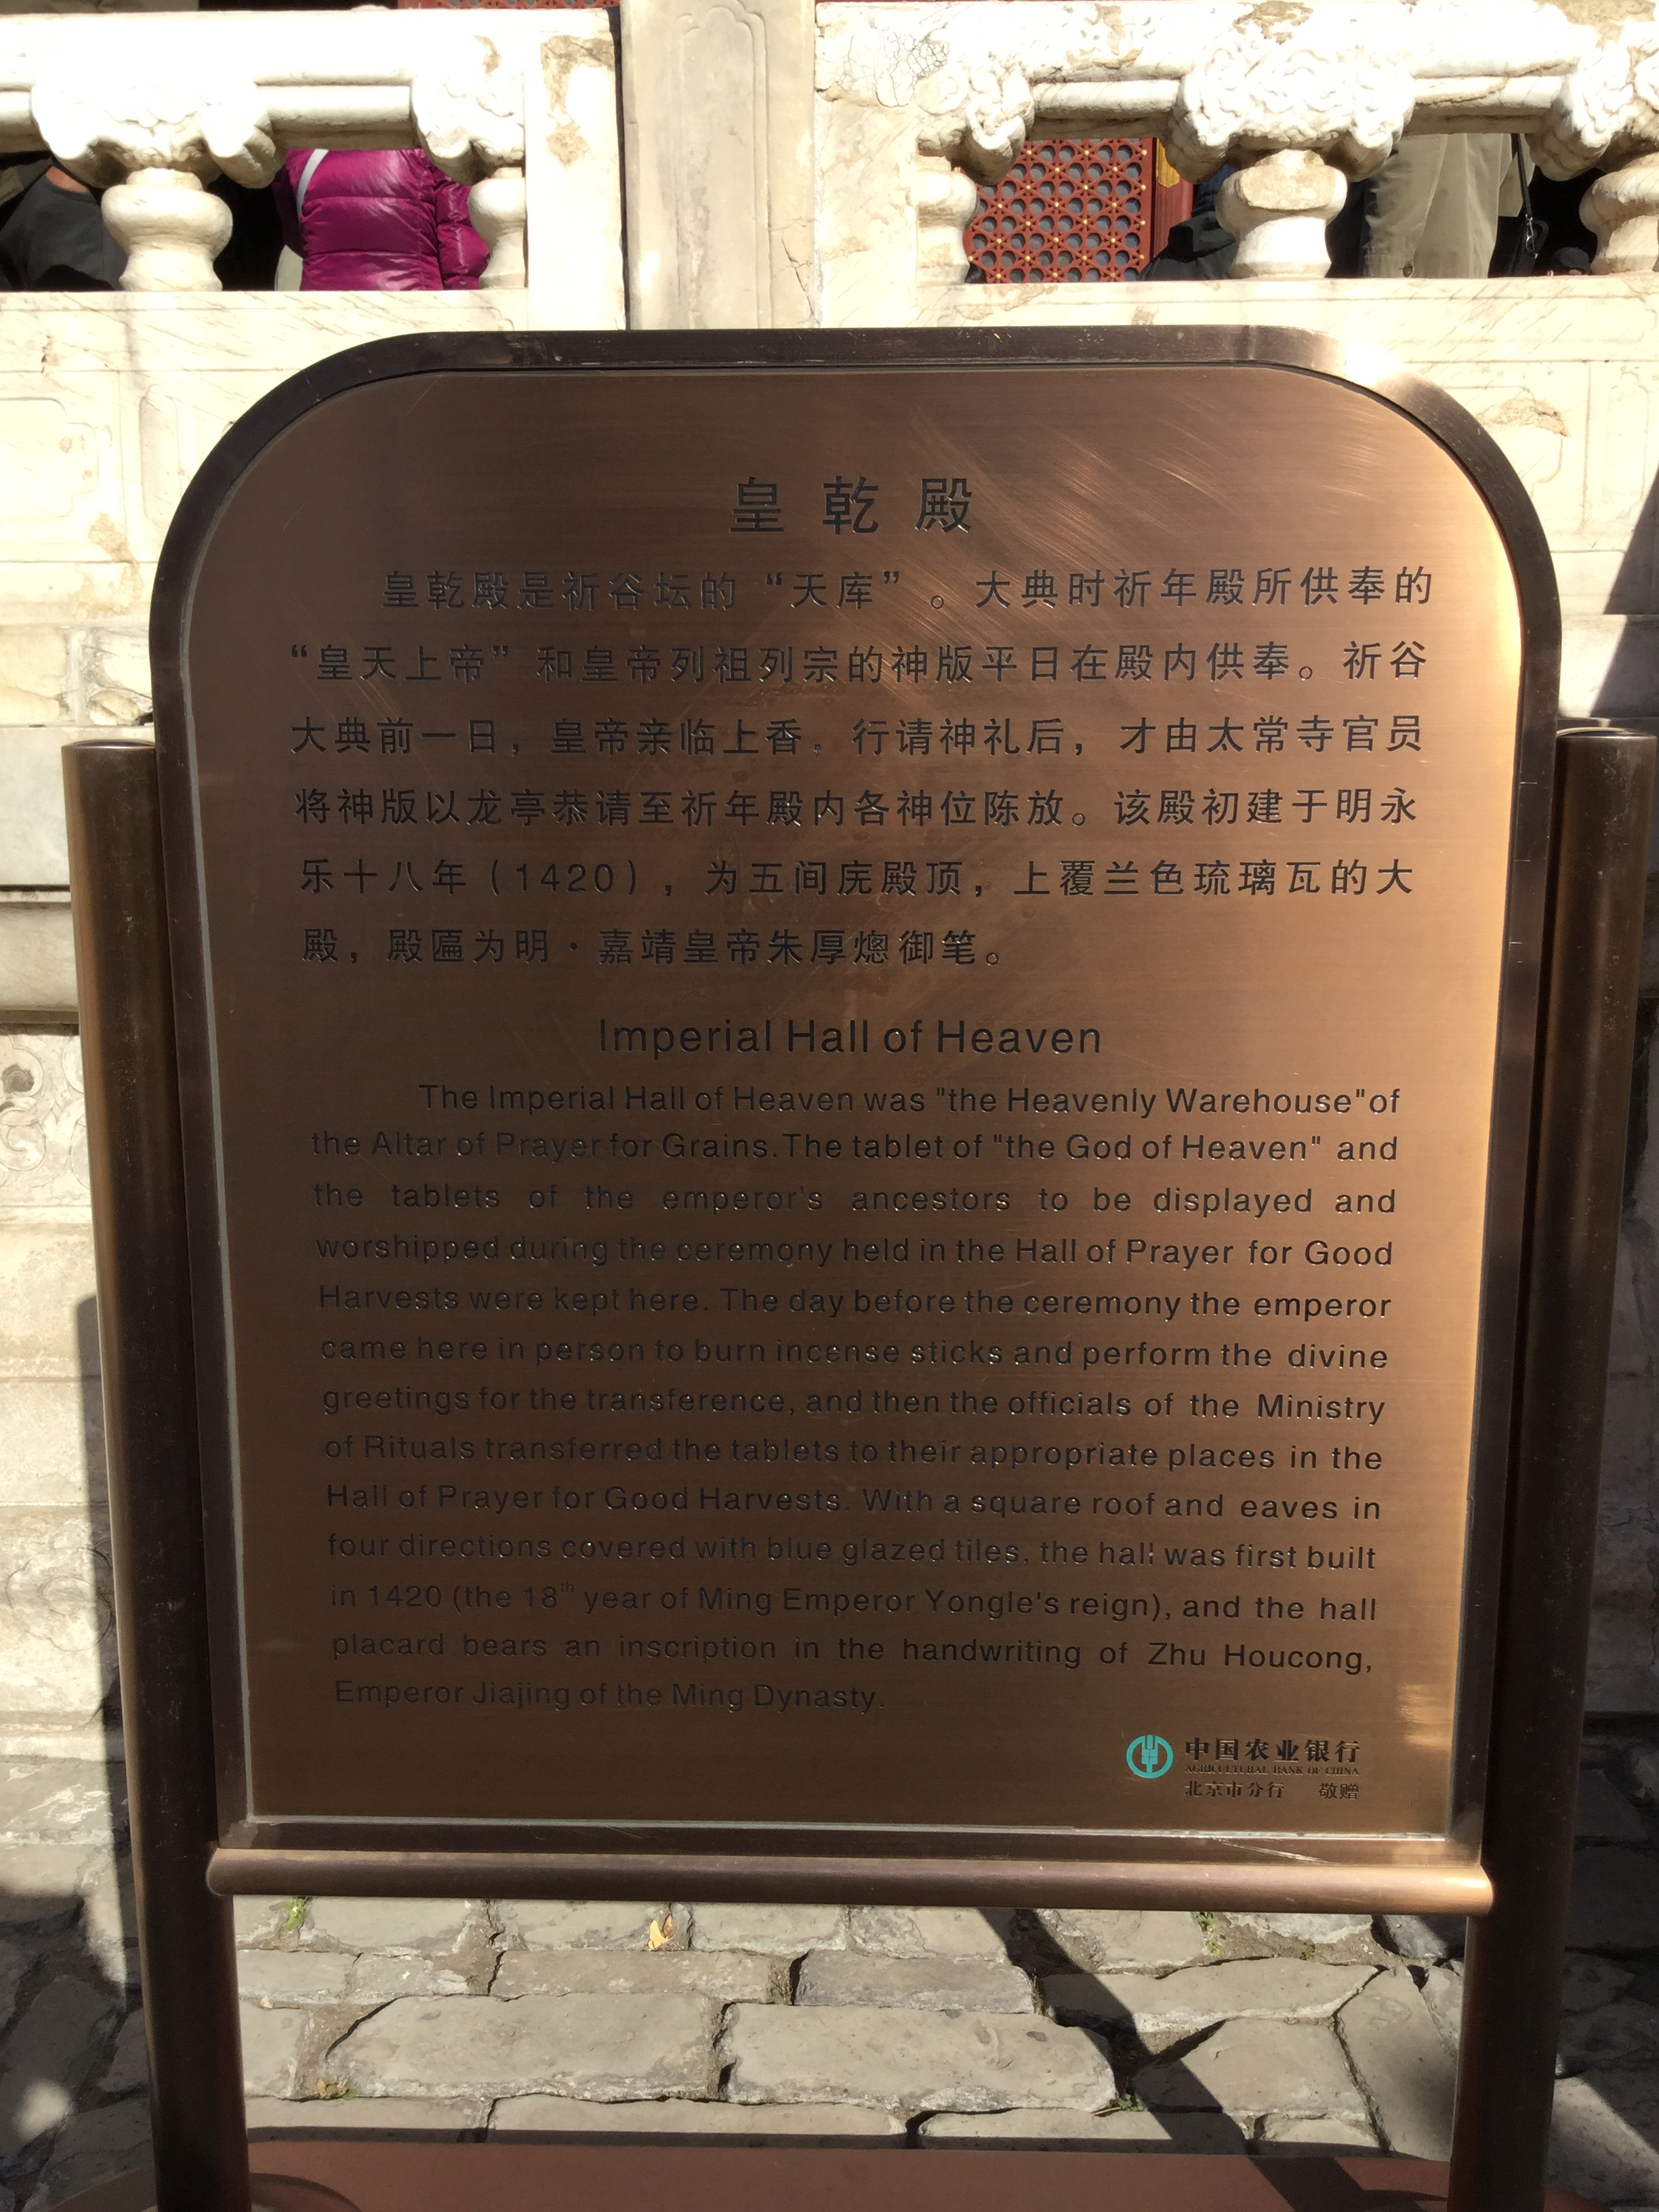 皇乾殿
皇乾殿是祈谷坛的“天库”。大典时祈年殿所供奉的
“皇天上帝”和皇帝列祖列宗的神版平日在殿内供奉。祈谷
大典前一日，皇帝亲临上香。行请神礼后，才由太常寺官员
将神版以龙亭恭请至祈年殿内各神位陈放。该殿初建于明永
乐十八年（1420），为五间庑殿顶，上覆兰色琉璃瓦的大
殿，殿匾为明·嘉靖皇帝朱厚熜御笔。
Imperial Hall of Heaven
The Imperial Hall of Heaven was "the Heavenly Warehouse"of
the Altar of Prayer for Grains.The tablet of "the God of Heaven" and
the tablets of the emperor's ancestors to be displayed and
worshipped during the ceremony held in the Hall of Prayer for Good
Harvests were kept here. The day before the ceremony the emperor
came here in person to burn incense sticks and perform the divine
greetings for the transference, and then the officials of the Ministry
of Rituals transferred the tablets to their appropriate places in the
Hall of Prayer for Good Harvests. With a square roof and eaves in
four directions covered with blue glazed tiles, the hall was first built
in 1420 (the 18th year of Ming Emperor Yongle's reign), and the hall
placard bears an inscription in the handwriting of Zhu Houcong,
Emperor Jiajing of the Ming Dynasty.
中国农业银行
AGRICULTURAL BANK OF CHINA
北京市分行 敬赠